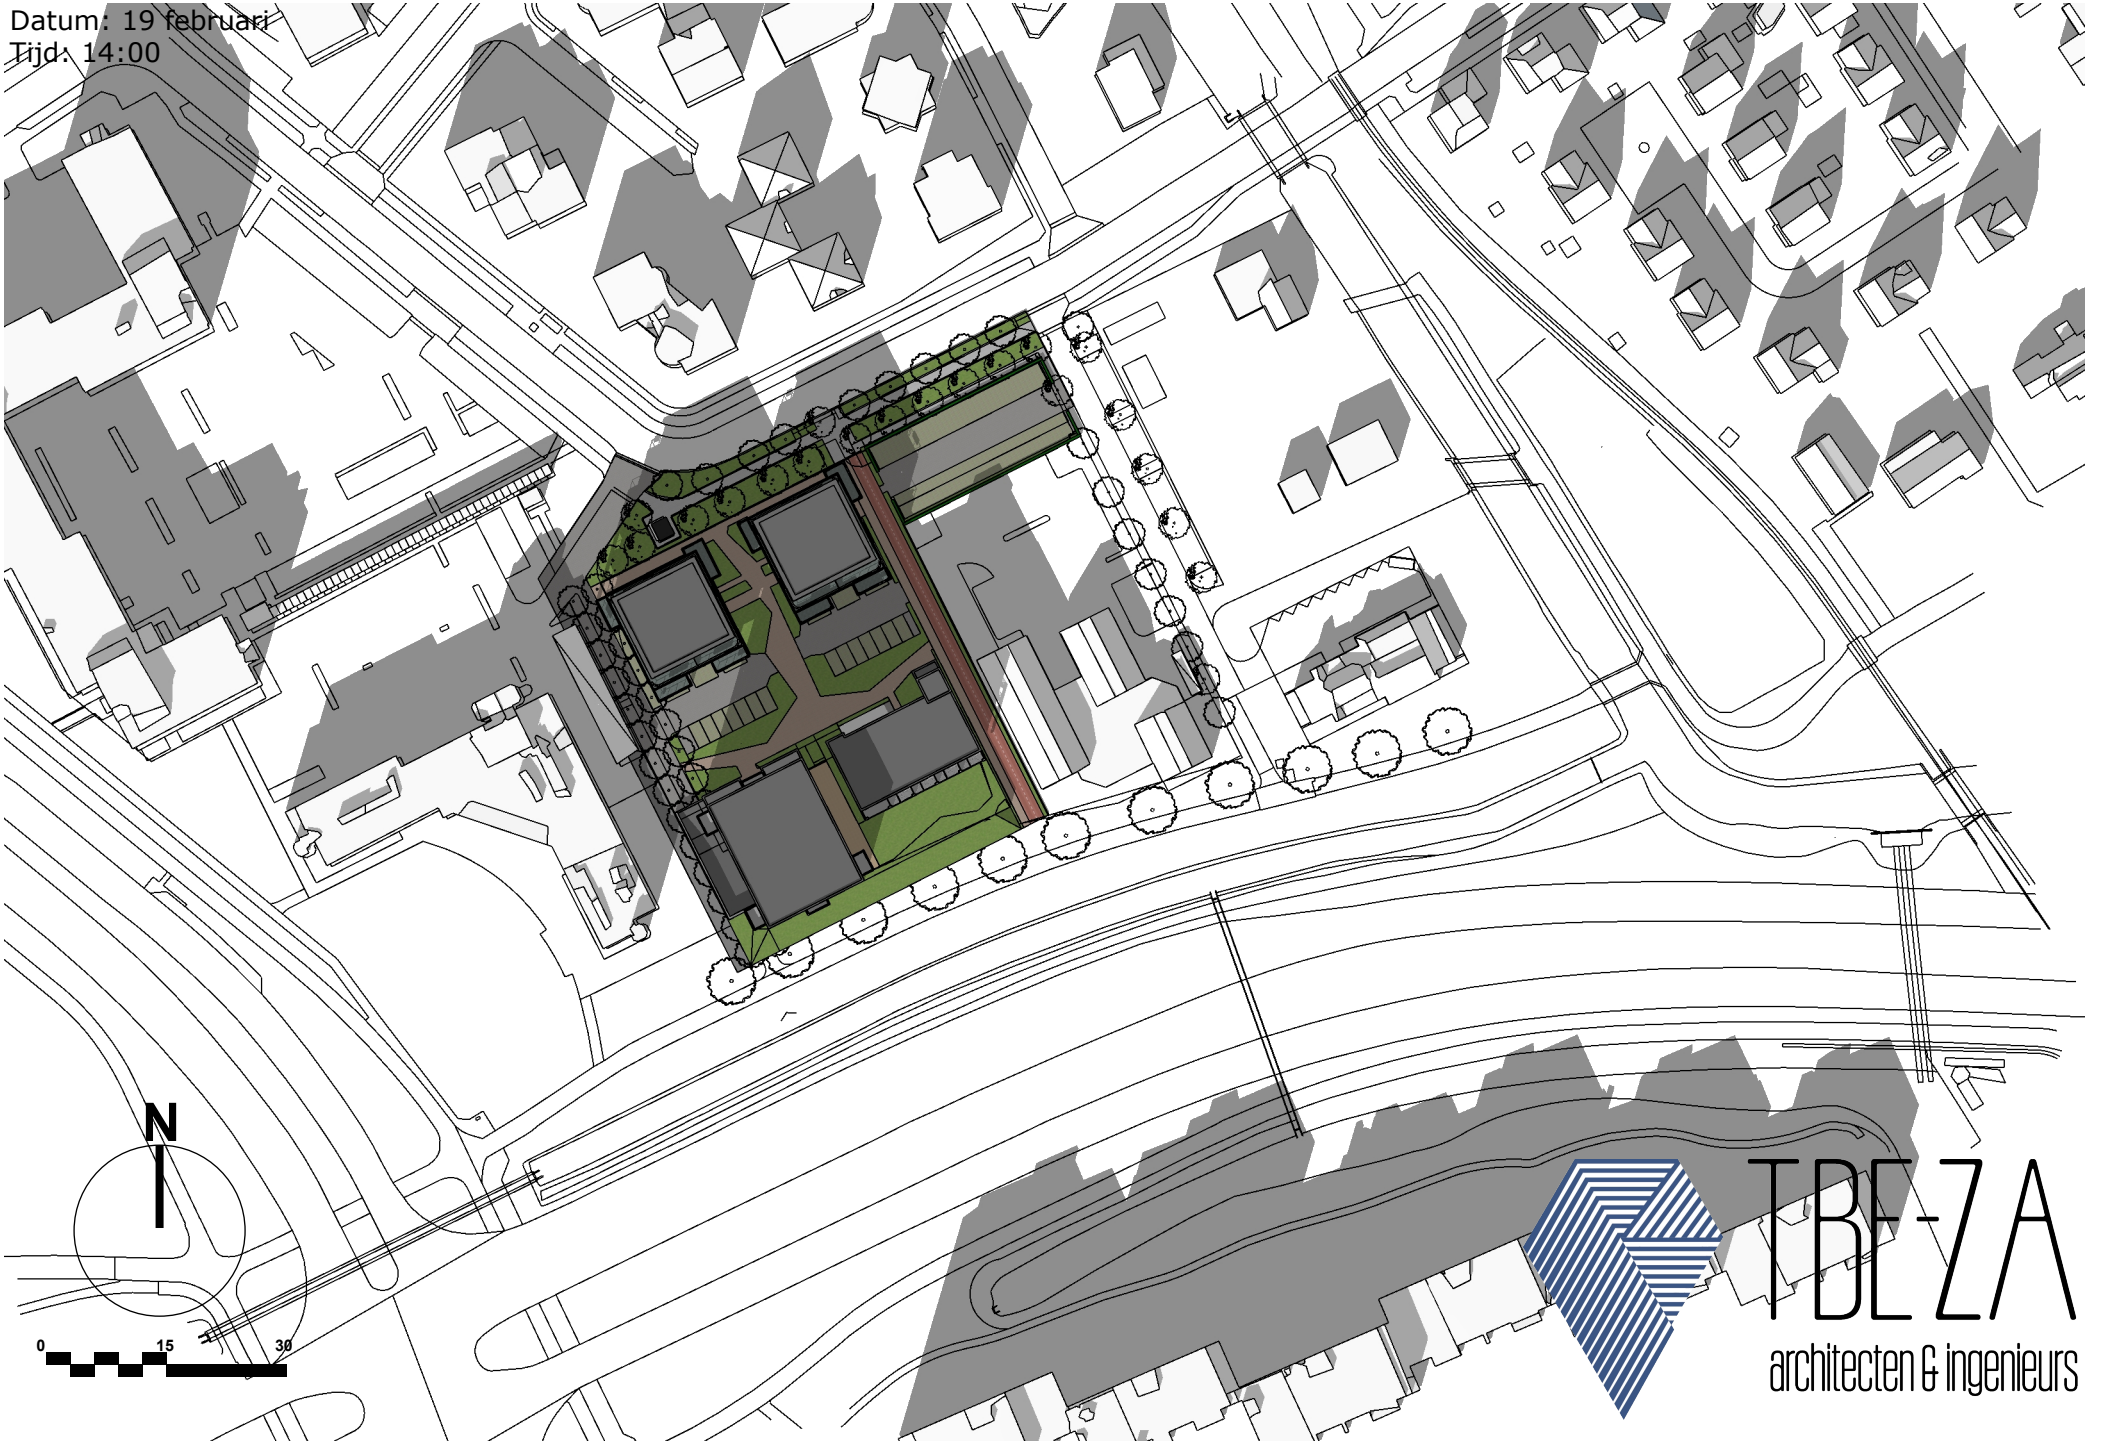 Datum: 19 februari
Tijd: 14:00
N
0 15 30
TBE-ZA
architecten & ingenieurs